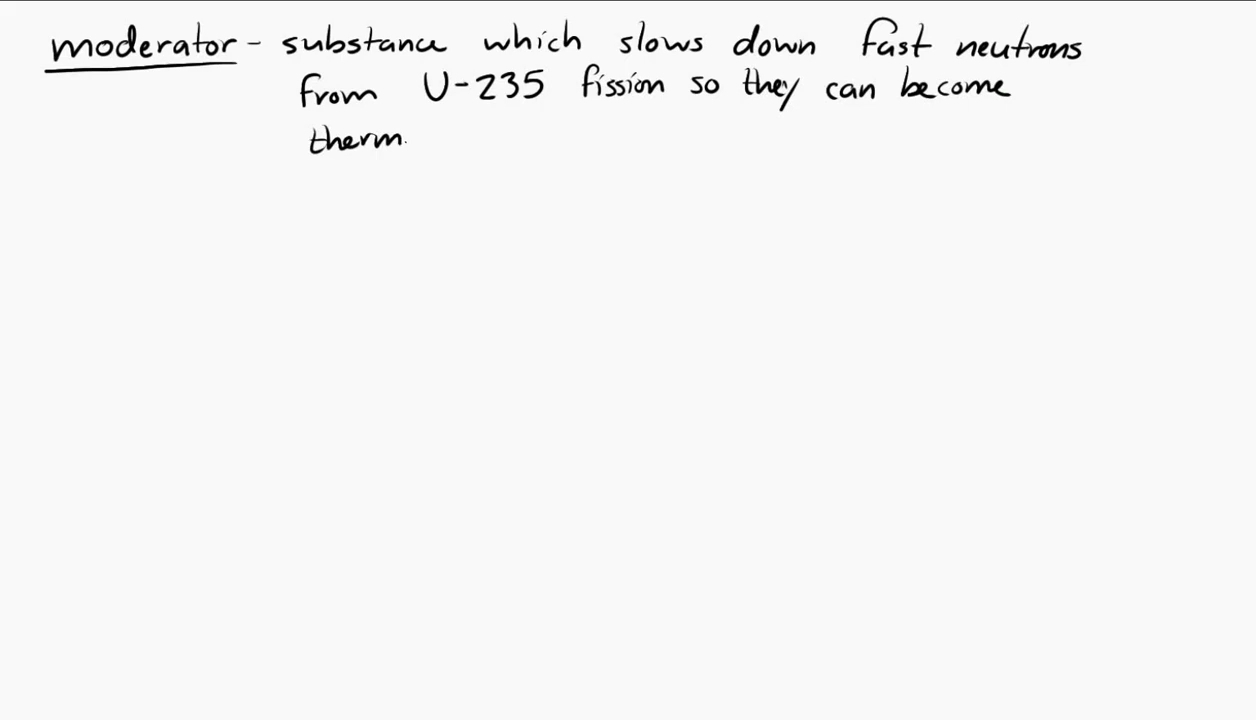 moderator - substance which slows down fast neutrons
from U-235 fission so they can become
therm